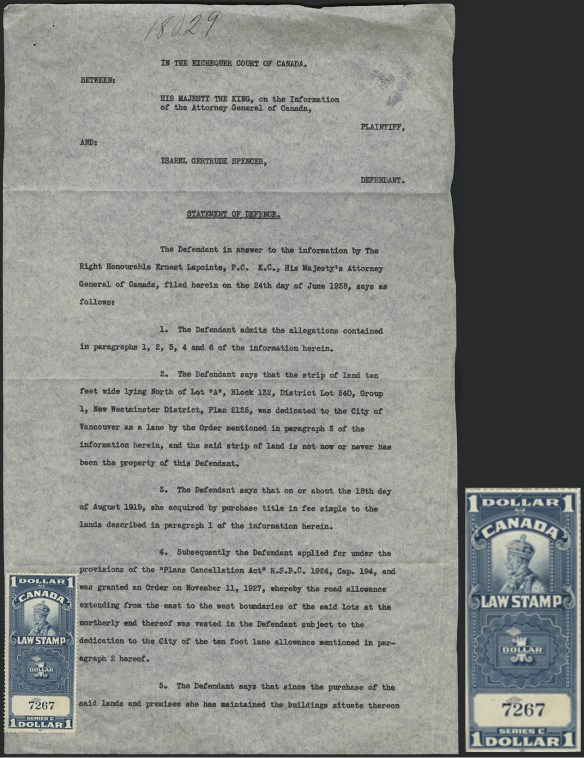 18029
IN THE EXCHEQUER COURT OF CANADA.
BETWEEN:
HIS MAJESTY THE KING, on the Information
of the Attorney General of Canada,
PLAINTIFF,
AND:
ISABEL GERTRUDE SPENCER,
DEFENDANT.
STATEMENT OF DEFENCE.
The Defendant in answer to the information by The
Right Honourable Ernest Lapointe, P.C. K.C., His Majesty's Attorney
General of Canada, filed herein on the 24th day of June 1938, says as
follows:
1. The Defendant admits the allegations contained
in paragraphs 1, 2, 3, 4 and 6 of the information herein.
2. The Defendant says that the strip of land ten
feet wide lying North of Lot "A", Block 132, District Lot 540, Group
1, New Westminster District, Plan 2125, was dedicated to the City of
Vancouver as a lane by the Order mentioned in paragraph 3 of the
information herein, and the said strip of land is not now or never has
been the property of this Defendant.
3. The Defendant says that on or about the 18th day
of August 1919, she acquired by purchase title in fee simple to the
lands described in paragraph 1 of the information herein.
4. Subsequently the Defendant applied for under the
provisions of the "Plans Cancellation Act" R.S.B.C. 1924, Cap. 194, and
was granted an Order on November 11, 1927, whereby the road allowance
extending from the east to the west boundaries of the said lots at the
northerly end thereof was vested in the Defendant subject to the
dedication to the City of the ten foot lane allowance mentioned in par-
agraph 2 hereof.
5. The Defendant says that since the purchase of the
said lands and premises she has maintained the buildings situate thereon
1 DOLLAR 1
CANADA
LAW STAMP
1
DOLLAR
7267
SERIES C
1 DOLLAR 1
1 DOLLAR 1
CANADA
LAW STAMP
1
DOLLAR
7267
SERIES C
1 DOLLAR 1